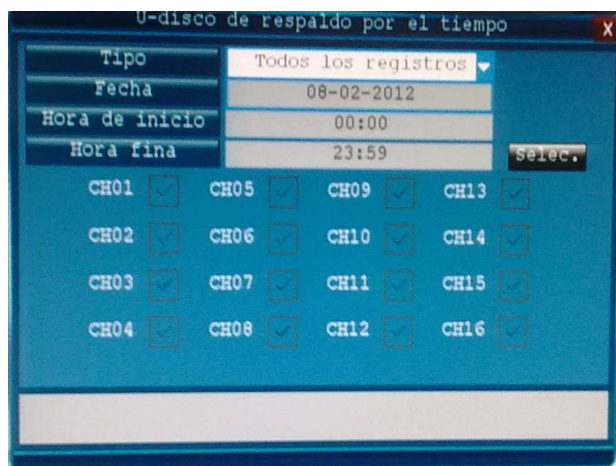 U-disco de respaldo por el tiempo X
Tipo Todos los registros
Fecha 08-02-2012
Hora de inicio 00:00
Hora fina 23:59 Selec.
CH01 CH05 CH09 CH13
CH02 CH06 CH10 CH14
CH03 CH07 CH11 CH15
CH04 CH08 CH12 CH16